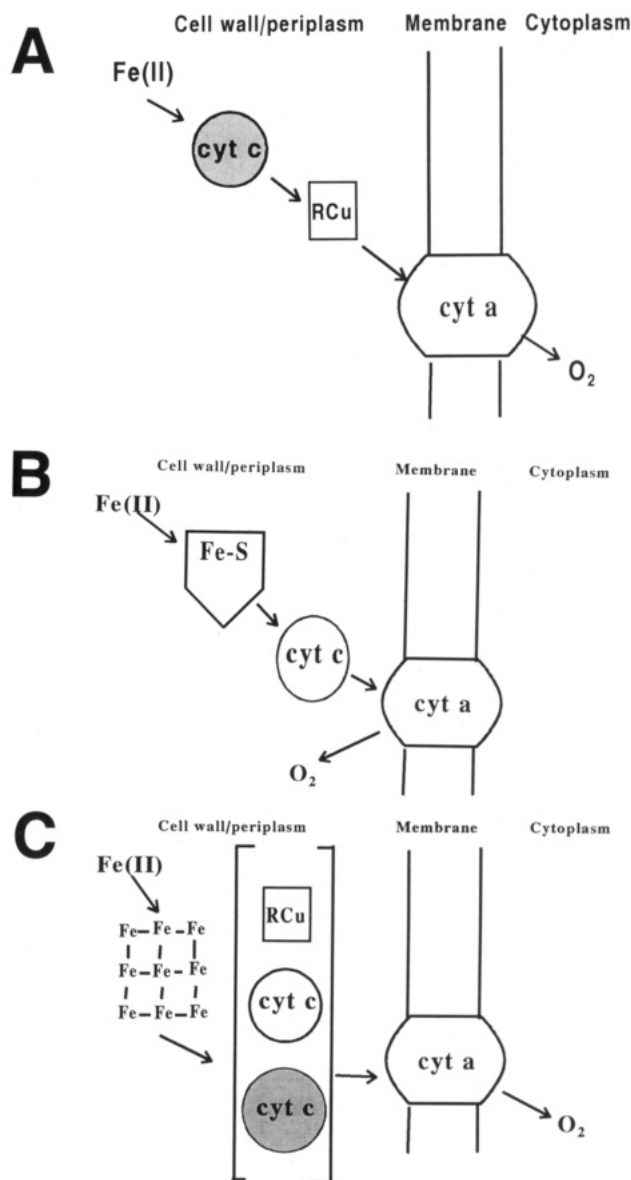 A
Cell wall/periplasm Membrane Cytoplasm
Fe(II)
cyt c
RCu
cyt a
O₂
B
Cell wall/periplasm Membrane Cytoplasm
Fe(II)
Fe-S
cyt c
cyt a
O₂
C
Cell wall/periplasm Membrane Cytoplasm
Fe(II)
Fe–Fe–Fe
Fe–Fe–Fe
Fe–Fe–Fe
RCu
cyt c
cyt c
cyt a
O₂